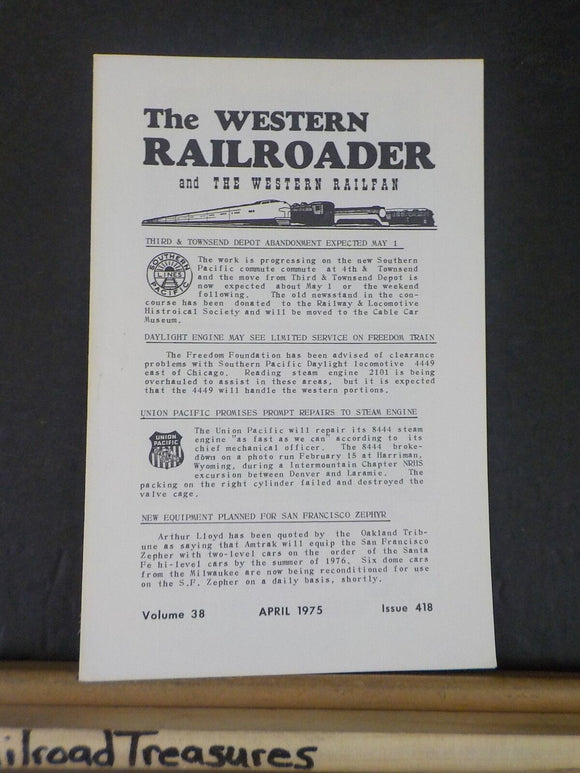 The WESTERN
RAILROADER
and THE WESTERN RAILFAN
THIRD & TOWNSEND DEPOT ABANDONMENT EXPECTED MAY 1
SOUTHERN
LINES
PACIFIC
The work is progressing on the new Southern
Pacific commute commute at 4th & Townsend
and the move from Third & Townsend Depot is
now expected about May 1 or the weekend
following. The old newsstand in the con-
course has been donated to the Railway & Locomotive
Histroical Society and will be moved to the Cable Car
Museum.
DAYLIGHT ENGINE MAY SEE LIMITED SERVICE ON FREEDOM TRAIN
The Freedom Foundation has been advised of clearance
problems with Southern Pacific Daylight locomotive 4449
east of Chicago. Reading steam engine 2101 is being
overhauled to assist in these areas, but it is expected
that the 4449 will handle the western portions.
UNION PACIFIC PROMISES PROMPT REPAIRS TO STEAM ENGINE
UNION
PACIFIC
The Union Pacific will repair its 8444 steam
engine "as fast as we can" according to its
chief mechanical officer. The 8444 broke-
down on a photo run February 15 at Harriman,
Wyoming, during a Intermountain Chapter NRHS
excursion between Denver and Laramie. The
packing on the right cylinder failed and destroyed the
valve cage.
NEW EQUIPMENT PLANNED FOR SAN FRANCISCO ZEPHYR
Arthur Lloyd has been quoted by the Oakland Trib-
une as saying that Amtrak will equip the San Francisco
Zepher with two-level cars on the order of the Santa
Fe hi-level cars by the summer of 1976. Six dome cars
from the Milwaukee are now being reconditioned for use
on the S.F. Zepher on a daily basis, shortly.
Volume 38 APRIL 1975 Issue 418
ailroadTreasures